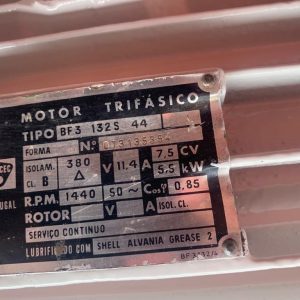 MOTOR TRIFÁSICO
TIPO BF3 132S 44
FORMA Nº
ISOLAM. 380 V 11.4 A 7,5 CV
CL. B Δ 5.5 kW
R.P.M. 1440 50 ~ Cos φ 0,85
ROTOR V A ISOL. CL.
SERVIÇO CONTINUO
LUBRIFICADO COM SHELL ALVANIA GREASE 2